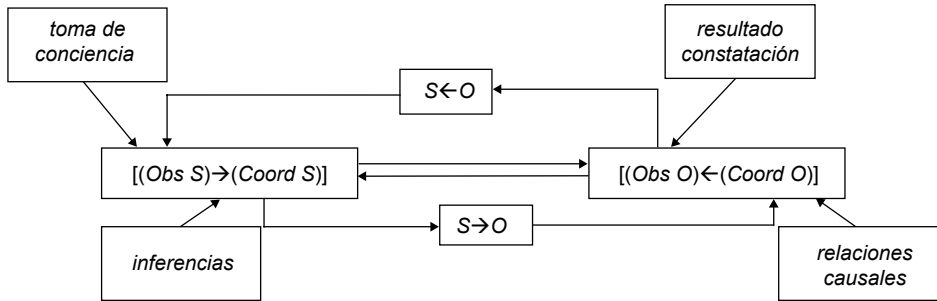 toma de
conciencia
resultado
constatación
S←O
[(Obs S)→(Coord S)]
[(Obs O)←(Coord O)]
S→O
inferencias
relaciones
causales